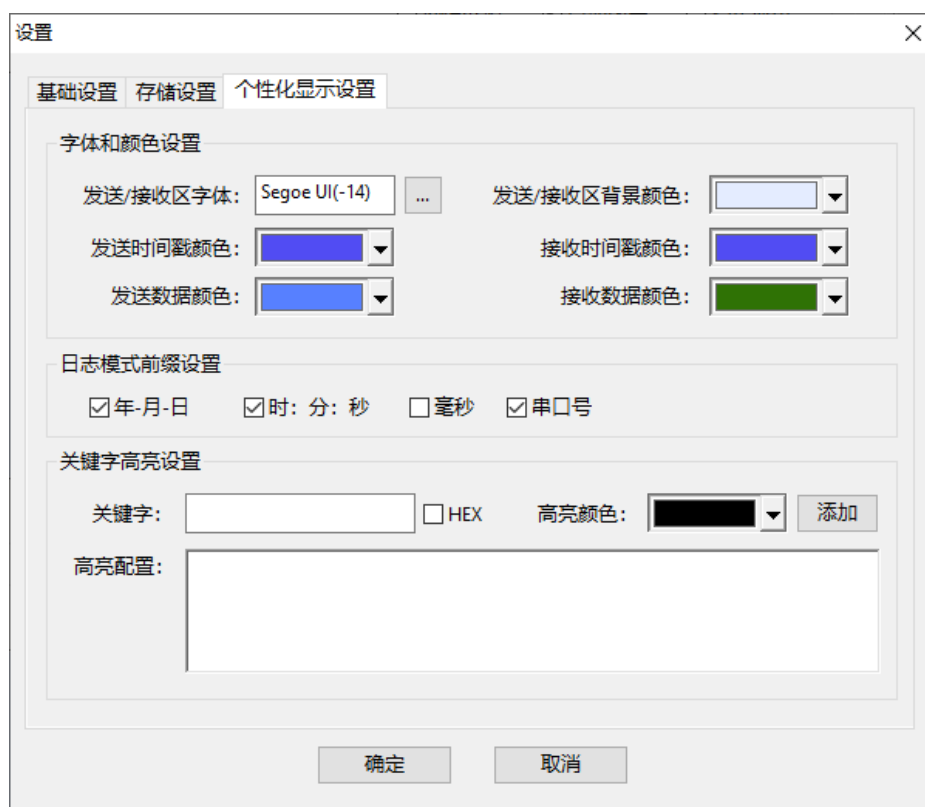 设置
基础设置 存储设置 个性化显示设置
字体和颜色设置
发送/接收区字体： Segoe UI(-14) ... 发送/接收区背景颜色：
发送时间戳颜色： 接收时间戳颜色：
发送数据颜色： 接收数据颜色：
日志模式前缀设置
年-月-日 时：分：秒 毫秒 串口号
关键字高亮设置
关键字： HEX 高亮颜色： 添加
高亮配置：
确定 取消